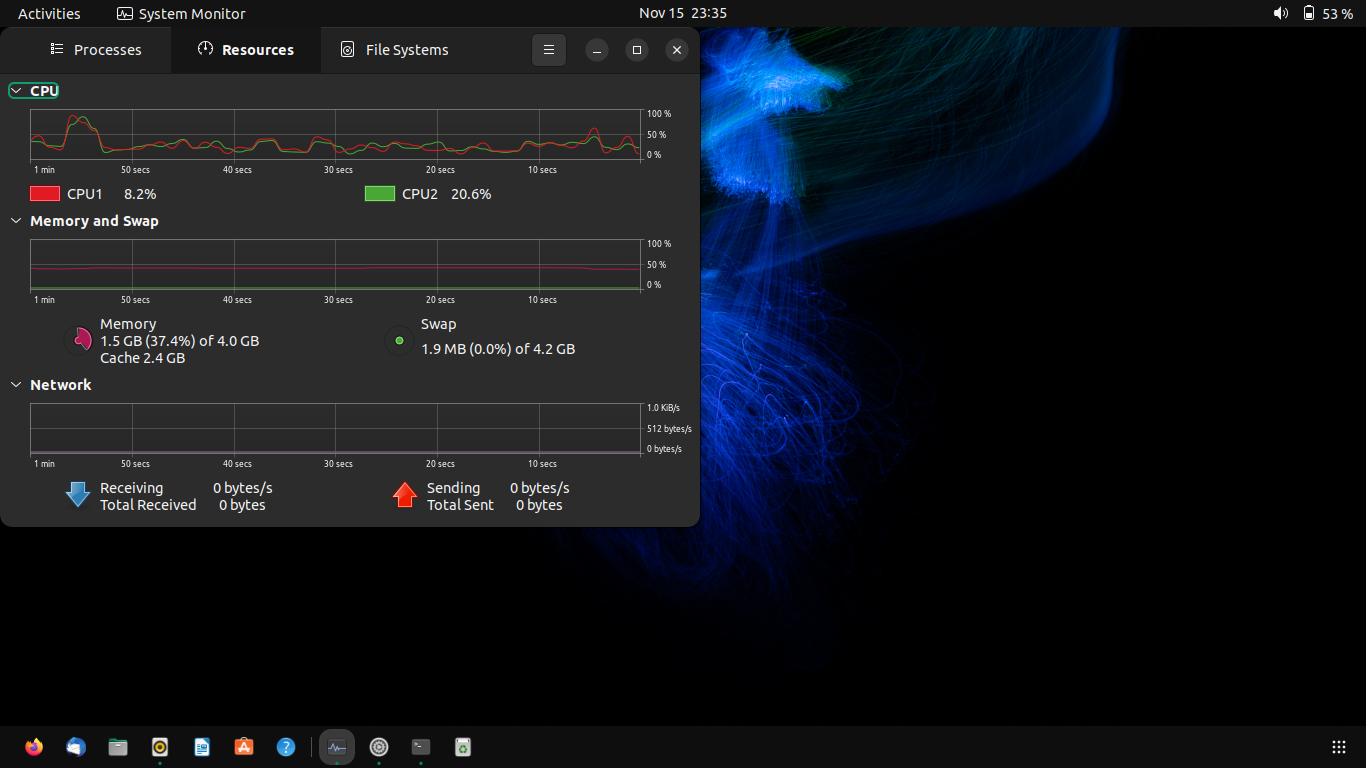 Activities System Monitor Nov 15 23:35 53 %
Processes Resources File Systems
CPU
100 %
50 %
0 %
1 min 50 secs 40 secs 30 secs 20 secs 10 secs
CPU1 8.2% CPU2 20.6%
Memory and Swap
100 %
50 %
0 %
1 min 50 secs 40 secs 30 secs 20 secs 10 secs
Memory
1.5 GB (37.4%) of 4.0 GB
Cache 2.4 GB
Swap
1.9 MB (0.0%) of 4.2 GB
Network
1.0 KiB/s
512 bytes/s
0 bytes/s
1 min 50 secs 40 secs 30 secs 20 secs 10 secs
Receiving 0 bytes/s
Total Received 0 bytes
Sending 0 bytes/s
Total Sent 0 bytes